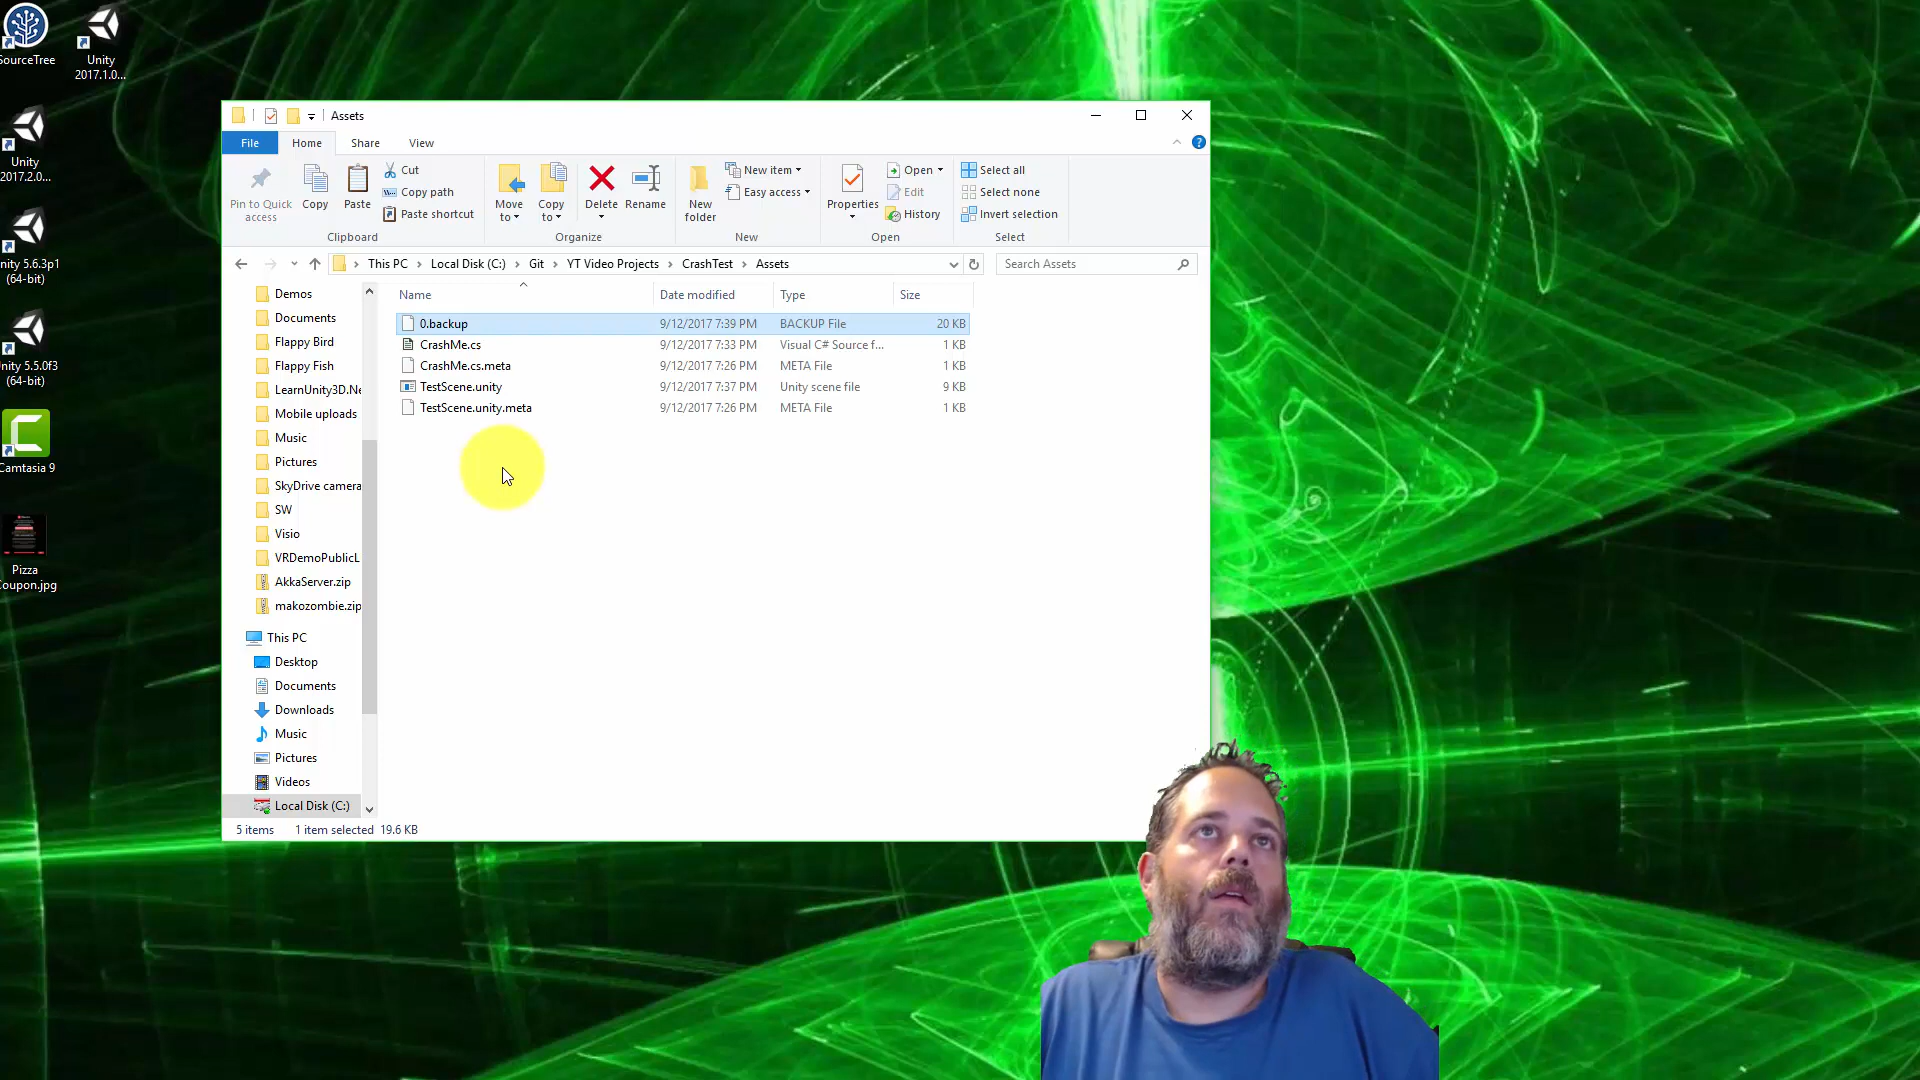 SourceTree
Unity
2017.1.0...
Unity
2017.2.0...
nity 5.6.3p1
(64-bit)
nity 5.5.0f3
(64-bit)
Camtasia 9
Pizza
Coupon.jpg
Assets
File
Home
Share
View
Pin to Quick
access
Copy
Paste
Cut
Copy path
Paste shortcut
Clipboard
Move
to
Copy
to
Delete
Rename
Organize
New
folder
New item
Easy access
New
Properties
Open
Edit
History
Open
Select all
Select none
Invert selection
Select
This PC > Local Disk (C:) > Git > YT Video Projects > CrashTest > Assets
Search Assets
Demos
Documents
Flappy Bird
Flappy Fish
LearnUnity3D.Ne
Mobile uploads
Music
Pictures
SkyDrive camera
SW
Visio
VRDemoPublicL
AkkaServer.zip
makozombie.zip
This PC
Desktop
Documents
Downloads
Music
Pictures
Videos
Local Disk (C:)
Name Date modified Type Size
0.backup 9/12/2017 7:39 PM BACKUP File 20 KB
CrashMe.cs 9/12/2017 7:33 PM Visual C# Source f... 1 KB
CrashMe.cs.meta 9/12/2017 7:26 PM META File 1 KB
TestScene.unity 9/12/2017 7:37 PM Unity scene file 9 KB
TestScene.unity.meta 9/12/2017 7:26 PM META File 1 KB
5 items 1 item selected 19.6 KB